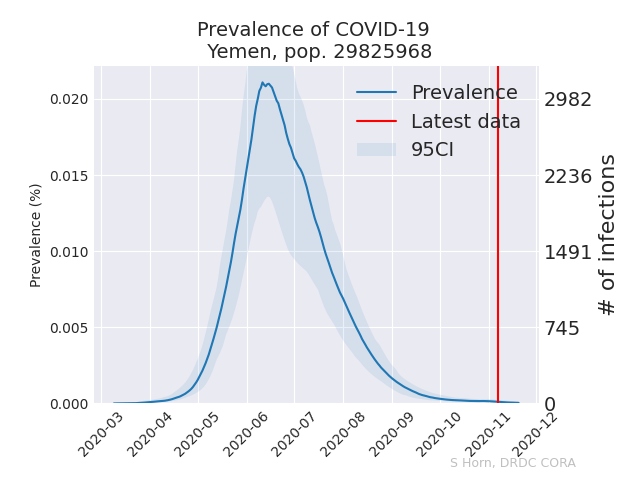 Prevalence of COVID-19
Yemen, pop. 29825968
Prevalence
Latest data
95CI
Prevalence (%)
0.020
0.015
0.010
0.005
0.000
2982
2236
1491
745
0
# of infections
2020-03
2020-04
2020-05
2020-06
2020-07
2020-08
2020-09
2020-10
2020-11
2020-12
S Horn, DRDC CORA